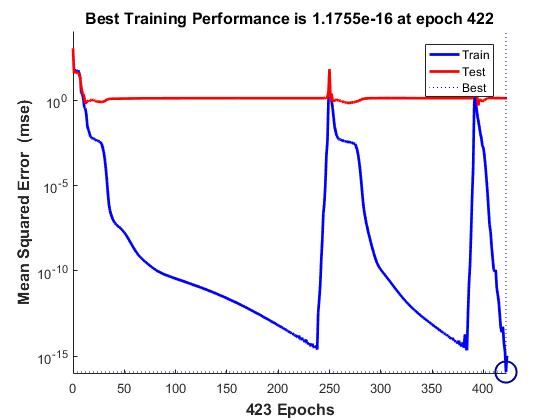 Best Training Performance is 1.1755e-16 at epoch 422
Mean Squared Error (mse)
10^0
10^-5
10^-10
10^-15
Train
Test
Best
0 50 100 150 200 250 300 350 400
423 Epochs